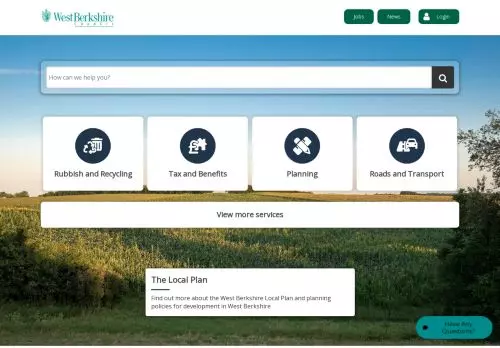 West Berkshire
COUNCIL
Jobs
News
Login
How can we help you?
Rubbish and Recycling
Tax and Benefits
Planning
Roads and Transport
View more services
The Local Plan
Find out more about the West Berkshire Local Plan and planning
policies for development in West Berkshire
Have Any
Questions?